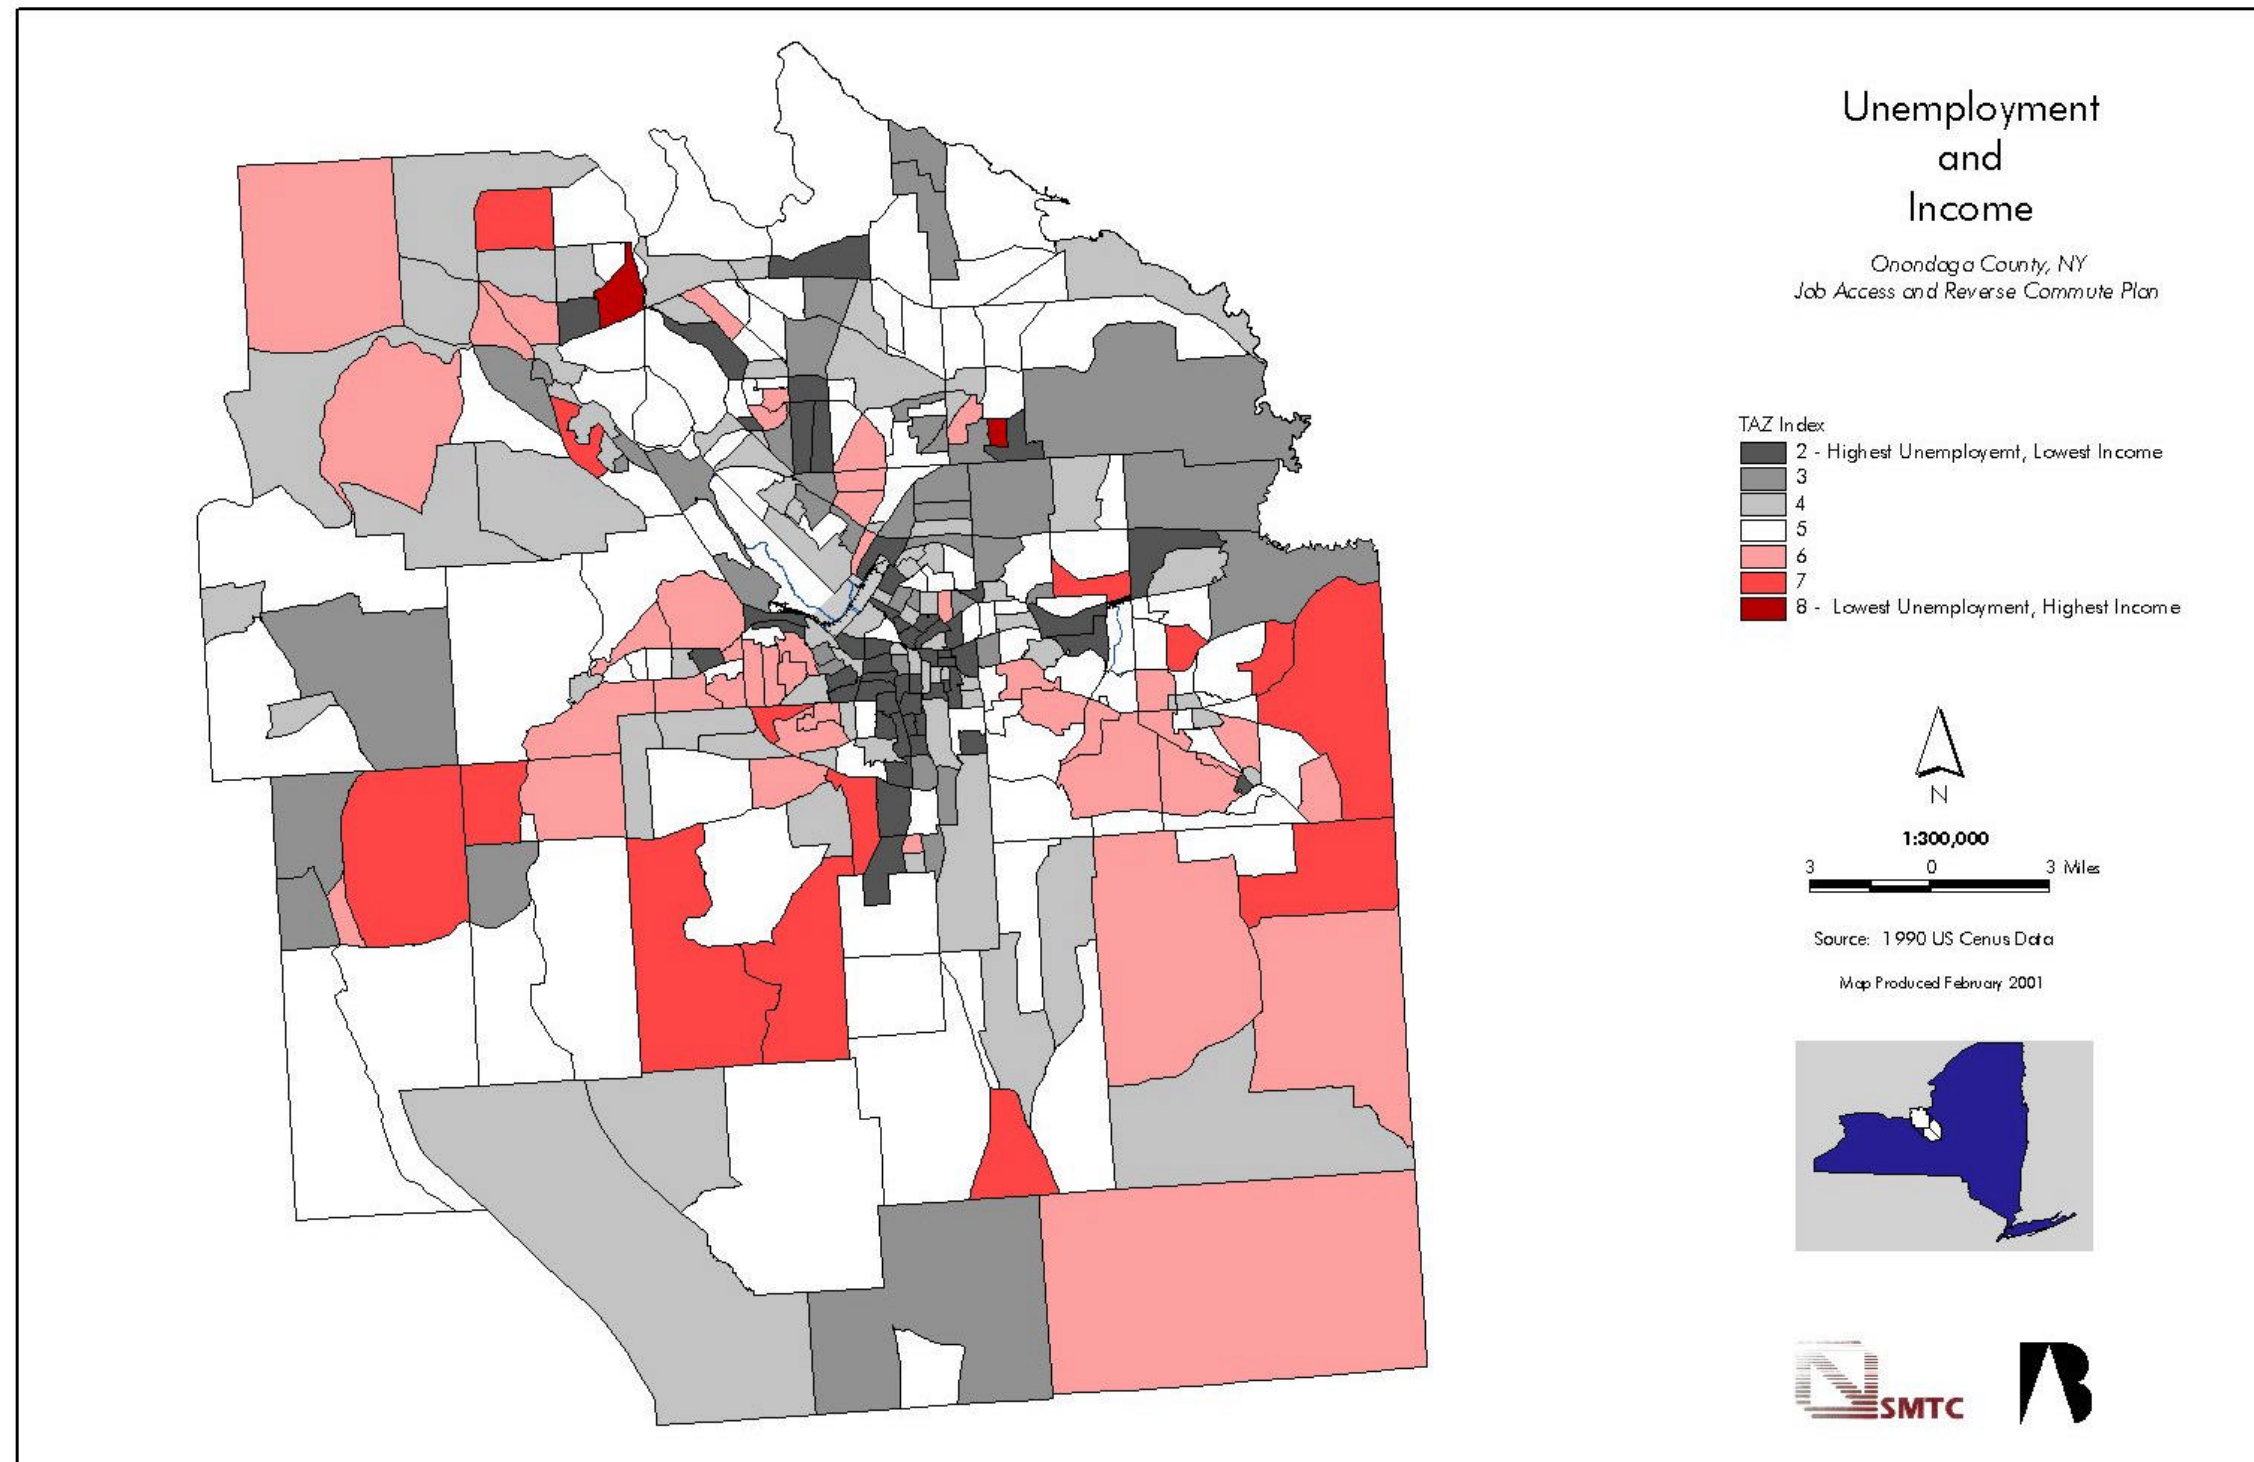 Unemployment
and
Income
Onondaga County, NY
Job Access and Reverse Commute Plan
TAZ Index
2 - Highest Unemployemt, Lowest Income
3
4
5
6
7
8 - Lowest Unemployment, Highest Income
N
1:300,000
3 0 3 Miles
Source: 1990 US Cenus Data
Map Produced February 2001
SMTC